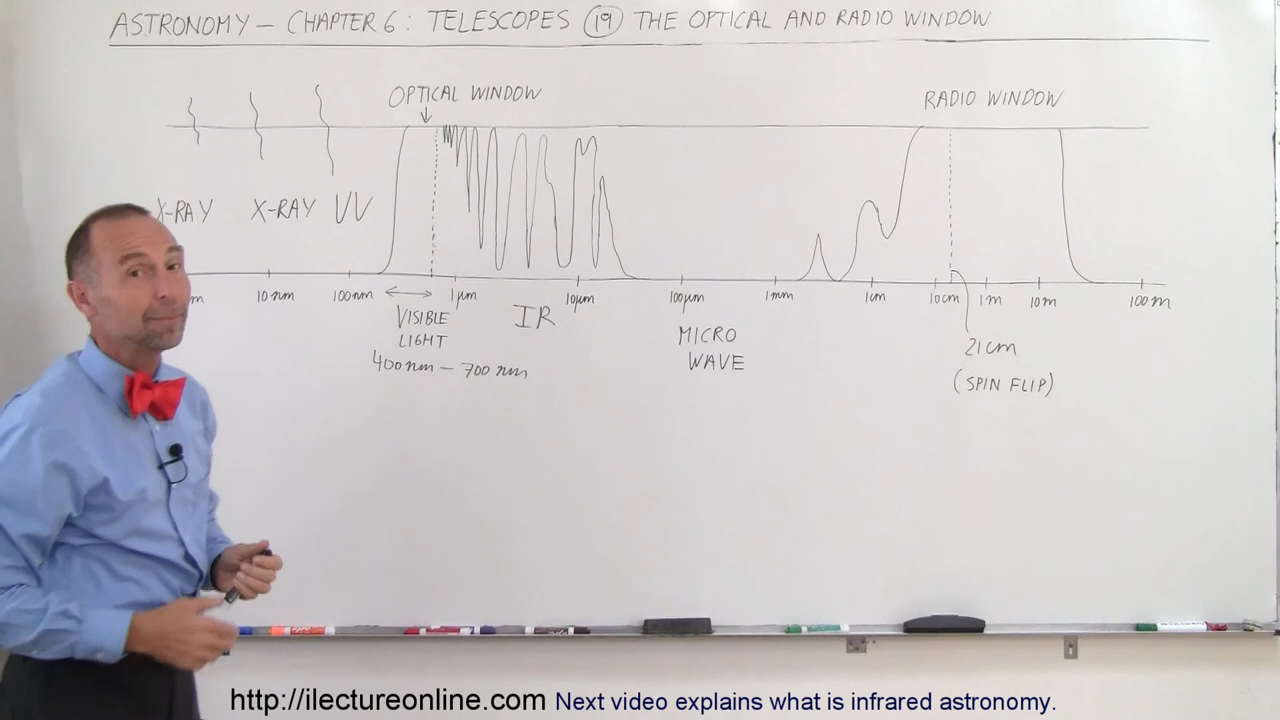 ASTRONOMY – CHAPTER 6: TELESCOPES 19 THE OPTICAL AND RADIO WINDOW
OPTICAL WINDOW
RADIO WINDOW
X-RAY X-RAY UV
10nm 100nm 1μm 10μm 100μm 1mm 1cm 10cm 1m 10m 100m
VISIBLE
LIGHT
400nm – 700nm
IR
MICRO
WAVE
21cm
(SPIN FLIP)
http://ilectureonline.com Next video explains what is infrared astronomy.